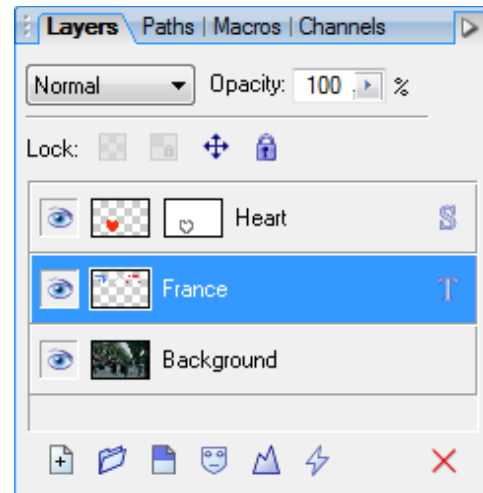 Layers Paths | Macros | Channels
Normal Opacity: 100 %
Lock:
Heart S
France T
Background